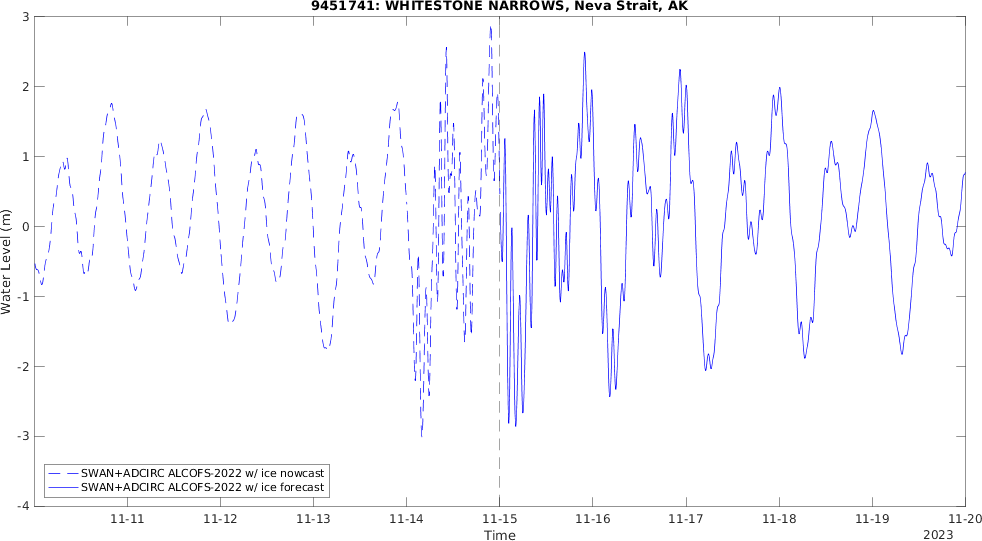 9451741: WHITESTONE NARROWS, Neva Strait, AK
3
2
1
0
-1
-2
-3
-4
Water Level (m)
SWAN+ADCIRC ALCOFS-2022 w/ ice nowcast
SWAN+ADCIRC ALCOFS-2022 w/ ice forecast
11-11 11-12 11-13 11-14 11-15 11-16 11-17 11-18 11-19 11-20
Time
2023